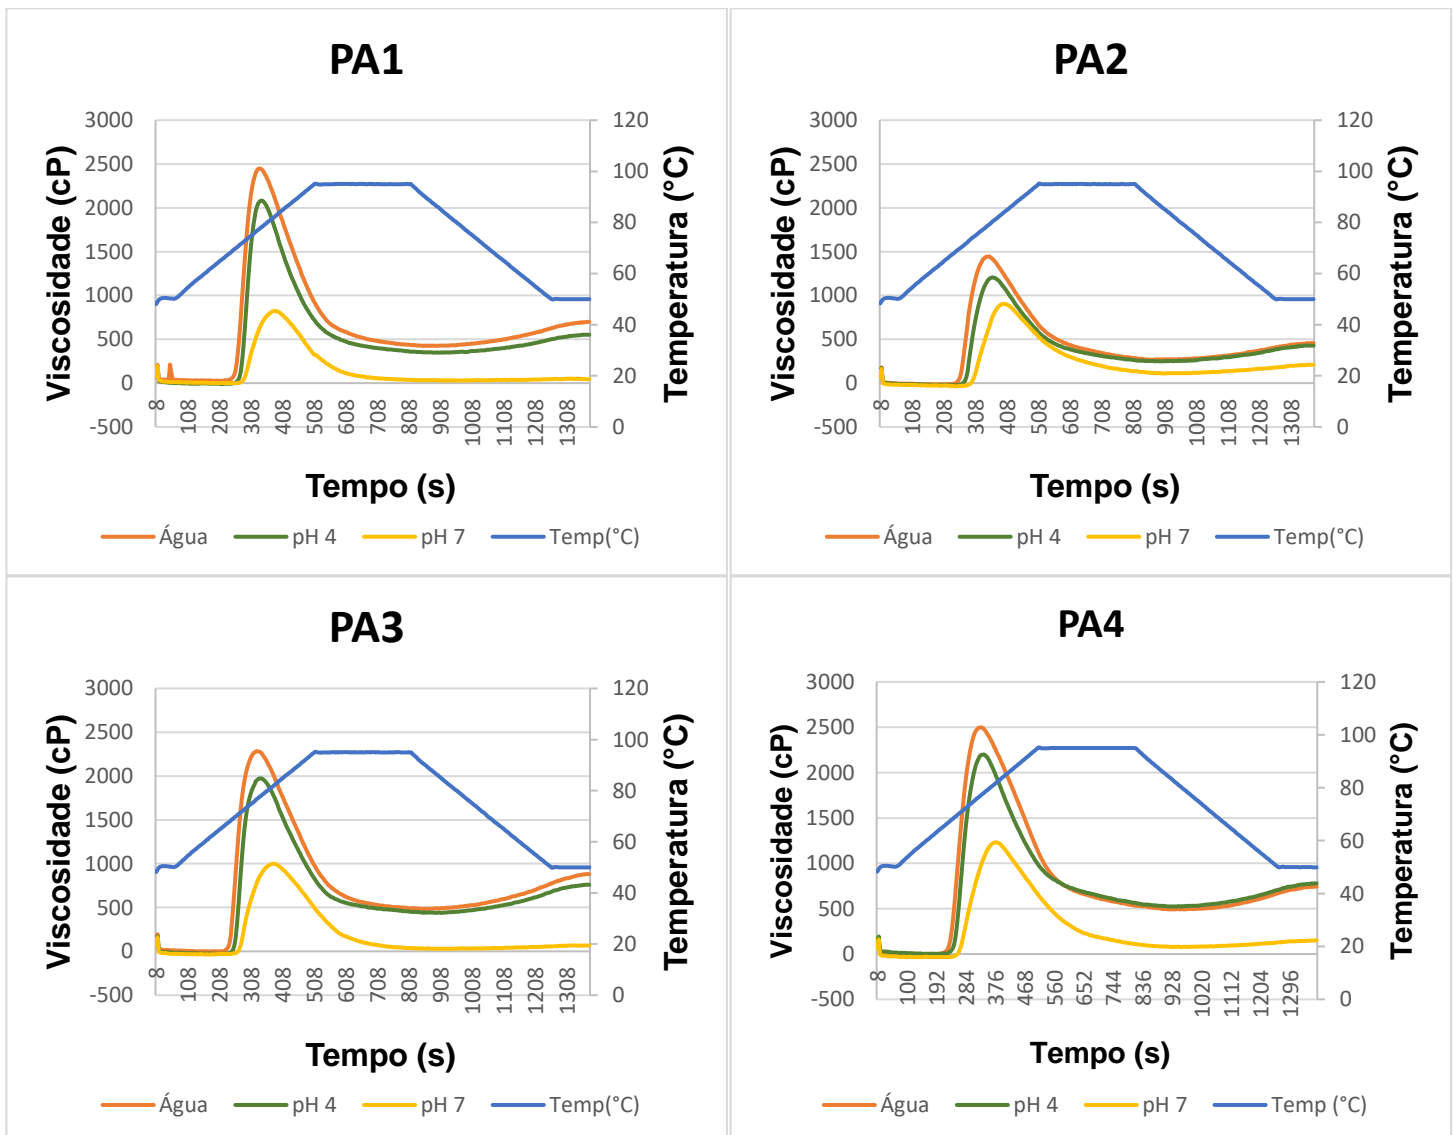 PA1
3000
2500
2000
1500
1000
500
0
-500
120
100
80
60
40
20
0
Viscosidade (cP)
Temperatura (°C)
8 108 208 308 408 508 608 708 808 908 1008 1108 1208 1308
Tempo (s)
Água pH 4 pH 7 Temp(°C)
PA2
3000
2500
2000
1500
1000
500
0
-500
120
100
80
60
40
20
0
Viscosidade (cP)
Temperatura (°C)
8 108 208 308 408 508 608 708 808 908 1008 1108 1208 1308
Tempo (s)
Água pH 4 pH 7 Temp(°C)
PA3
3000
2500
2000
1500
1000
500
0
-500
120
100
80
60
40
20
0
Viscosidade (cP)
Temperatura (°C)
8 108 208 308 408 508 608 708 808 908 1008 1108 1208 1308
Tempo (s)
Água pH 4 pH 7 Temp(°C)
PA4
3000
2500
2000
1500
1000
500
0
-500
120
100
80
60
40
20
0
Viscosidade (cP)
Temperatura (°C)
8 100 192 284 376 468 560 652 744 836 928 1020 1112 1204 1296
Tempo (s)
Água pH 4 pH 7 Temp (°C)